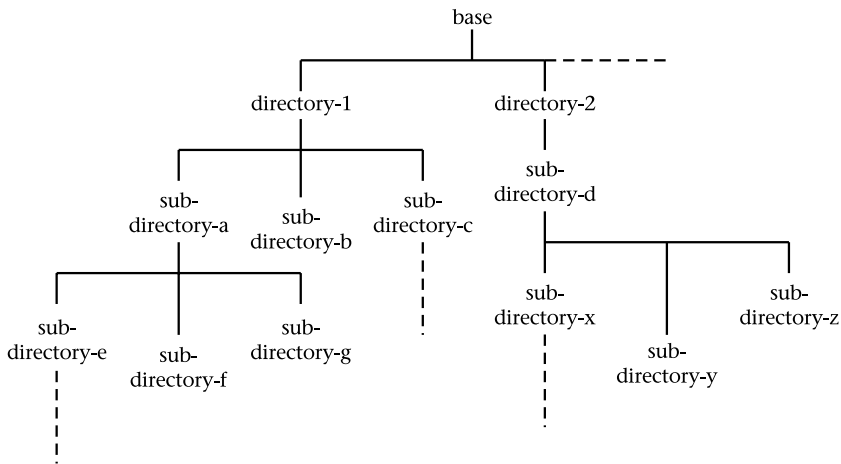 base
directory-1
directory-2
sub-
directory-a
sub-
directory-b
sub-
directory-c
sub-
directory-d
sub-
directory-e
sub-
directory-f
sub-
directory-g
sub-
directory-x
sub-
directory-y
sub-
directory-z